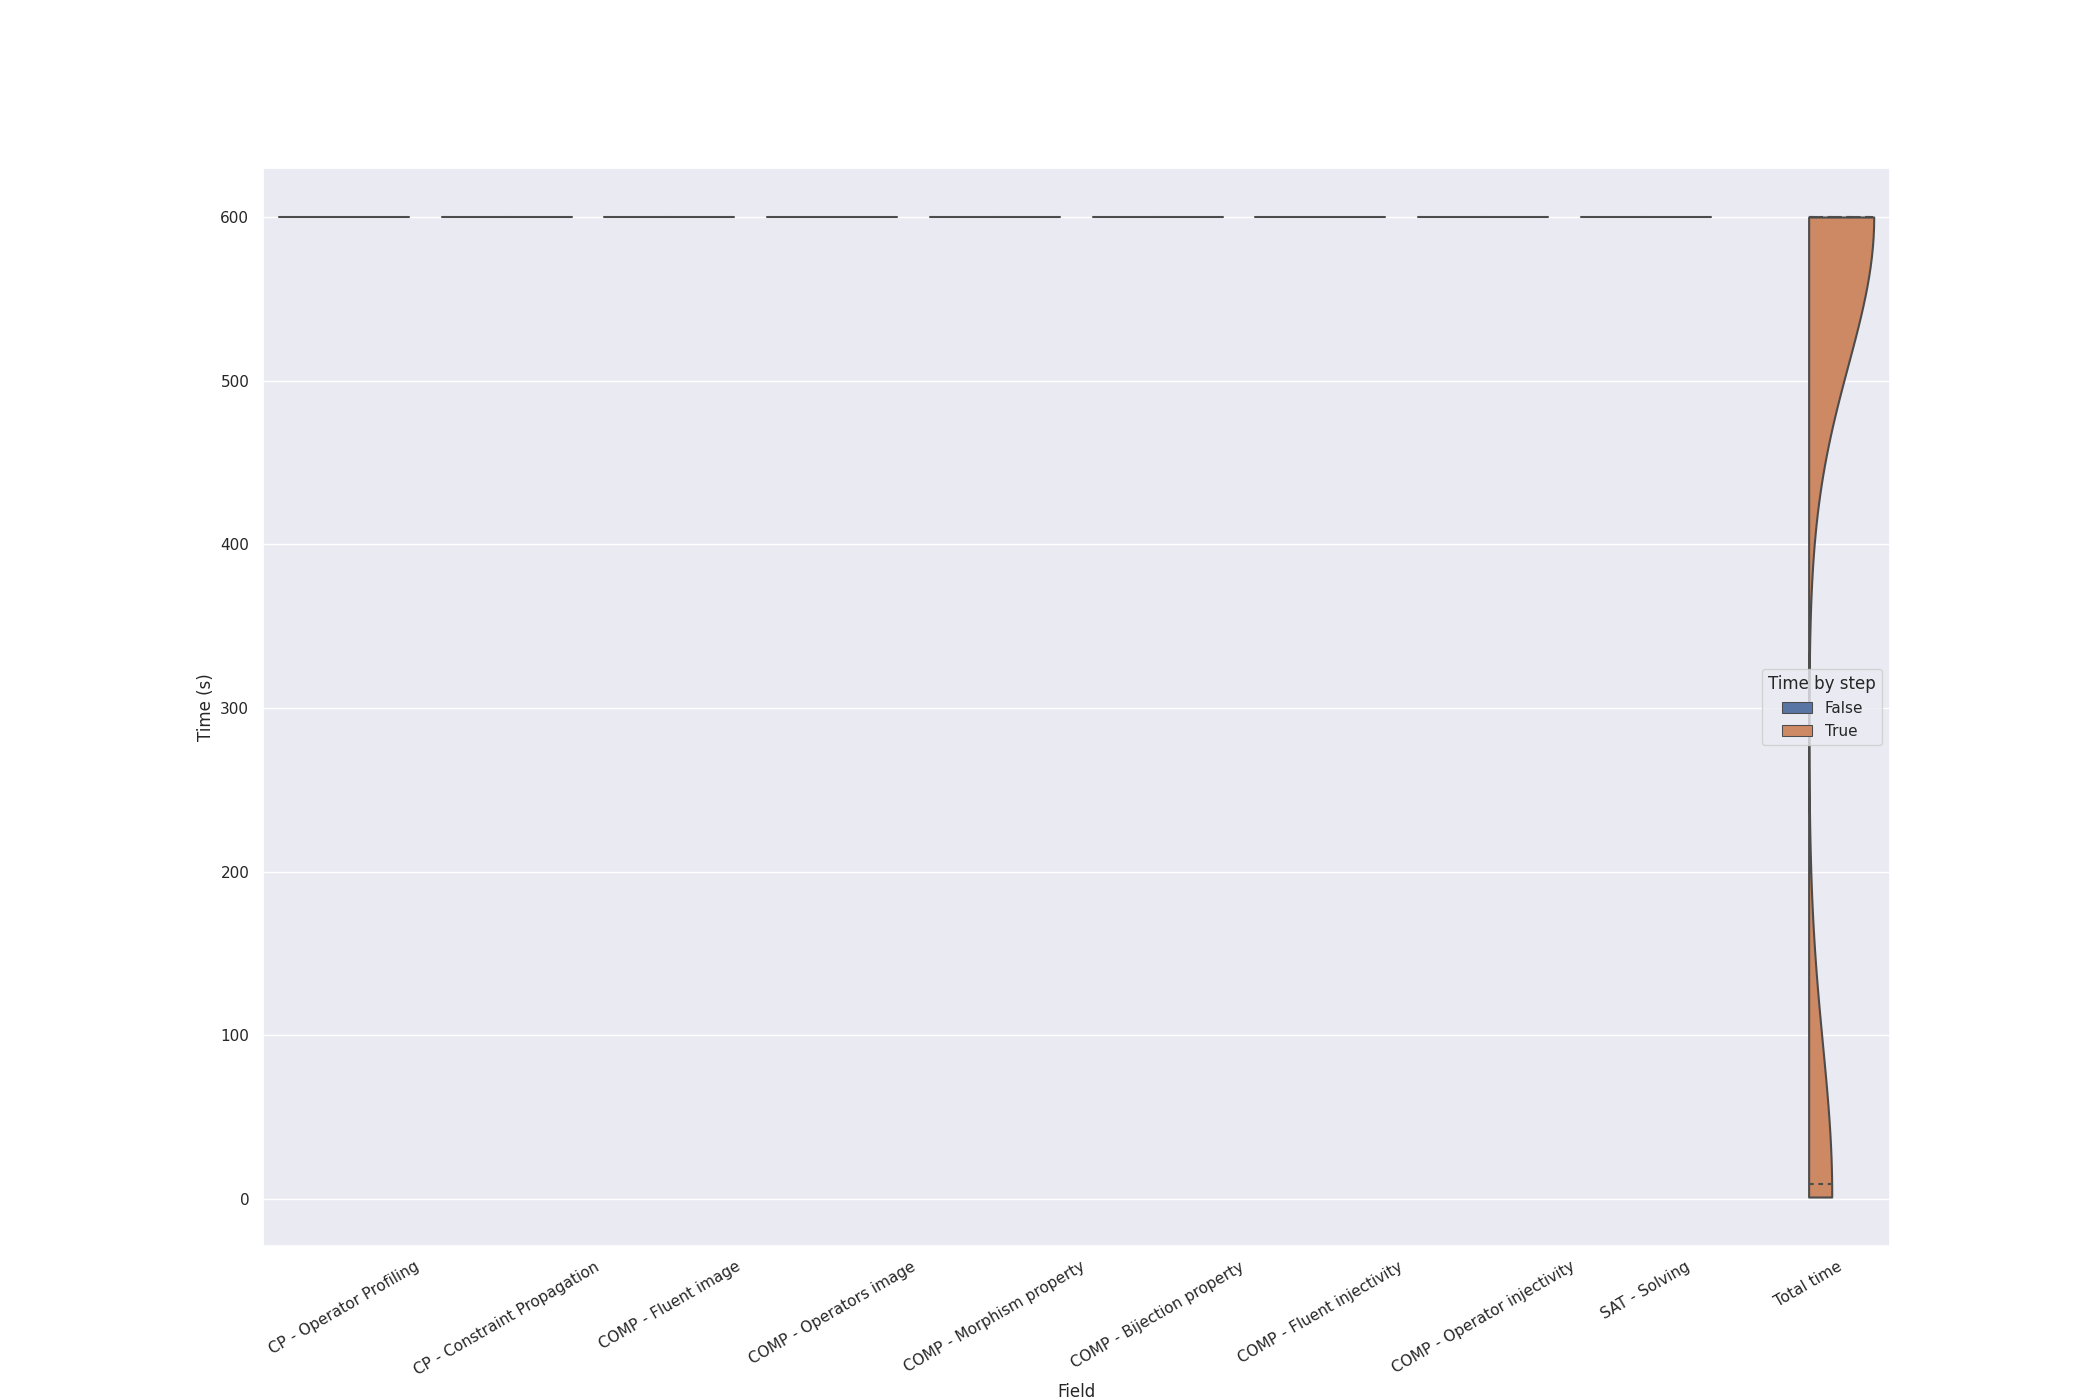 600
500
400
300
200
100
0
Time (s)
Time by step
False
True
CP - Operator Profiling
CP - Constraint Propagation
COMP - Fluent image
COMP - Operators image
COMP - Morphism property
COMP - Bijection property
COMP - Fluent injectivity
COMP - Operator injectivity
SAT - Solving
Total time
Field